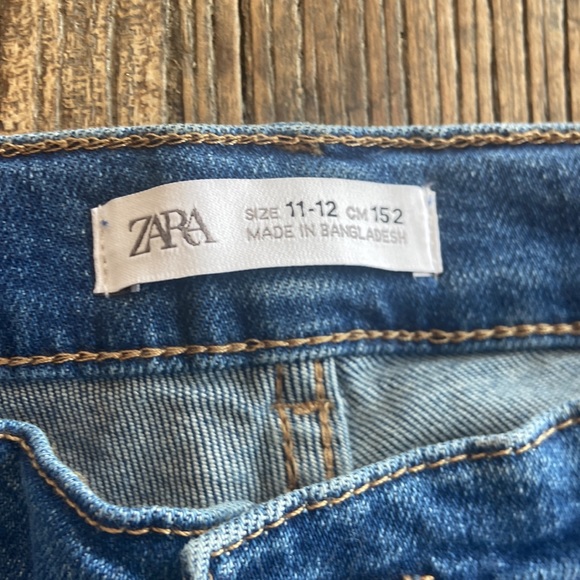 ZARA
SIZE 11-12 CM 152
MADE IN BANGLADESH